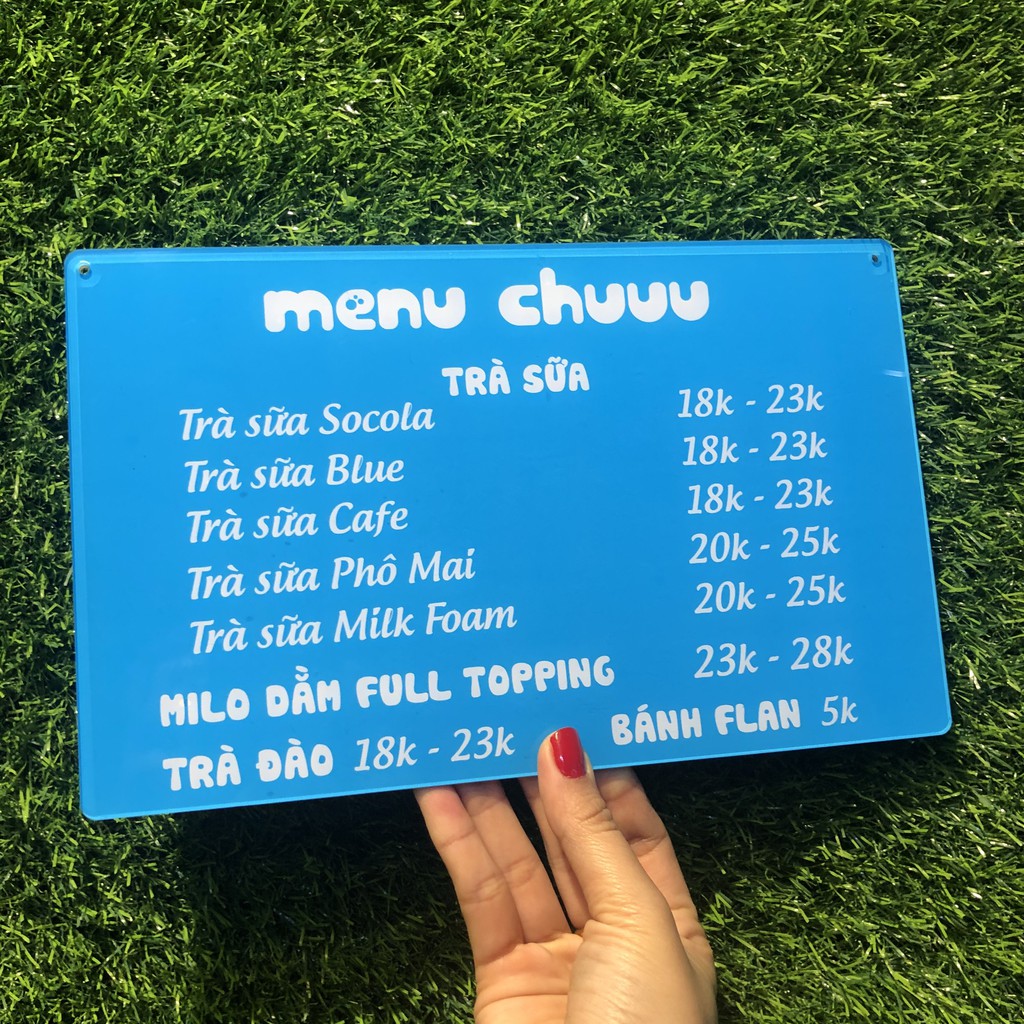 menu chuuu
TRÀ SỮA
Trà sữa Socola 18k - 23k
Trà sữa Blue 18k - 23k
Trà sữa Cafe 18k - 23k
Trà sữa Phô Mai 20k - 25k
Trà sữa Milk Foam 20k - 25k
MILO DẰM FULL TOPPING 23k - 28k
TRÀ ĐÀO 18k - 23k BÁNH FLAN 5k